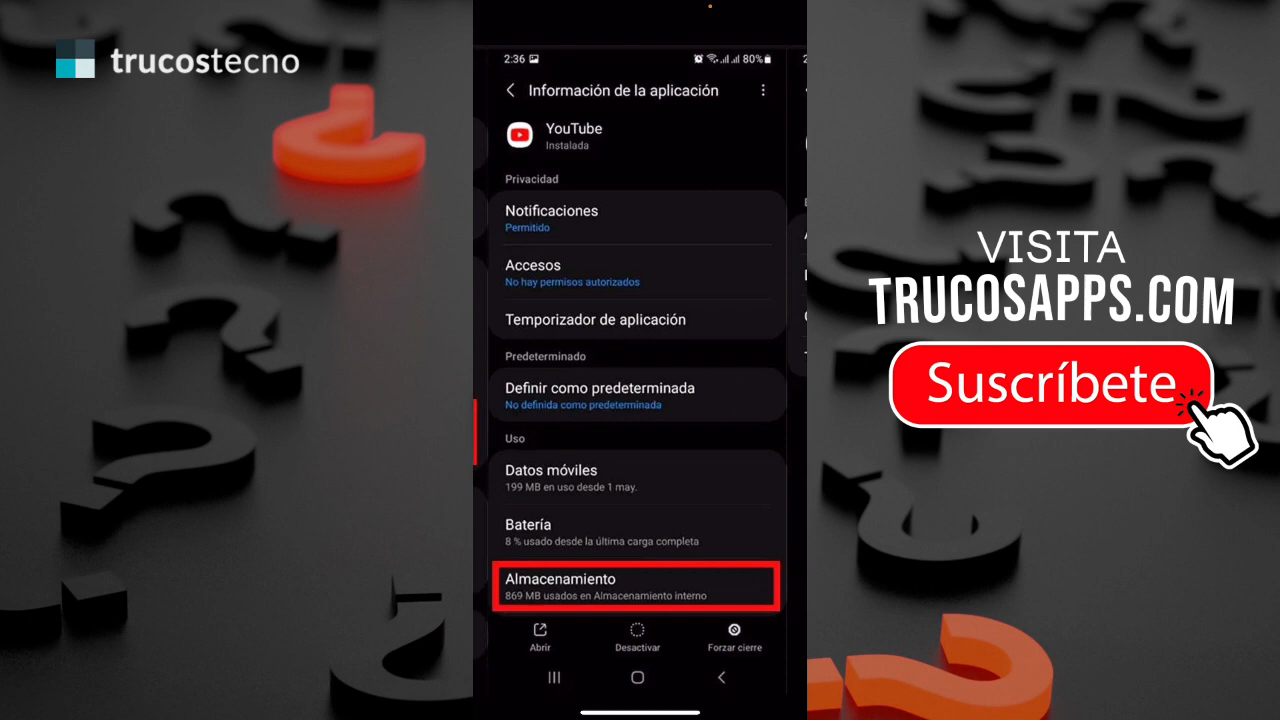 trucostecno
2:36
80%
Información de la aplicación
YouTube
Instalada
Privacidad
Notificaciones
Permitido
Accesos
No hay permisos autorizados
Temporizador de aplicación
Predeterminado
Definir como predeterminada
No definida como predeterminada
Uso
Datos móviles
199 MB en uso desde 1 may.
Batería
8 % usado desde la última carga completa
Almacenamiento
869 MB usados en Almacenamiento interno
Abrir
Desactivar
Forzar cierre
VISITA
TRUCOSAPPS.COM
Suscríbete